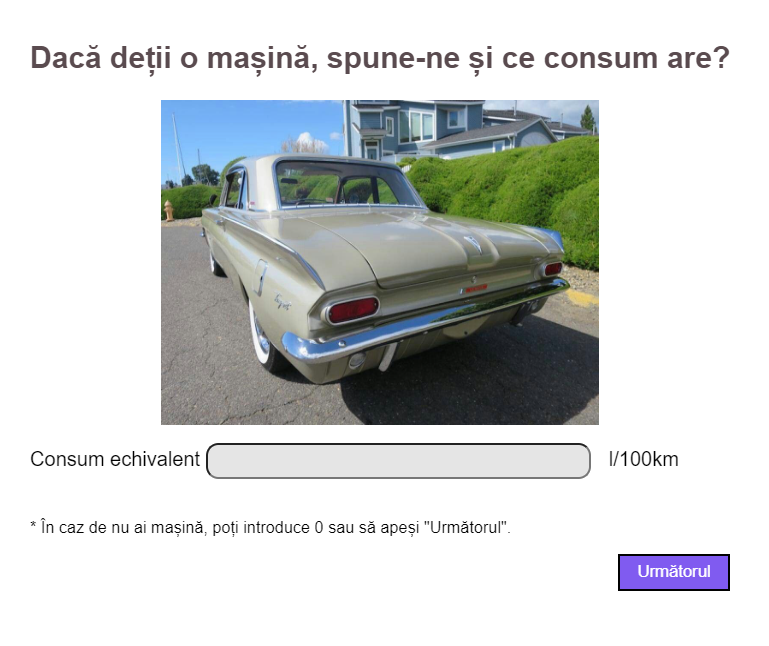 Dacă dețîi o mașină, spune-ne și ce consum are?
Consum echivalent
l/100km
* În caz de nu ai mașină, poți introduce 0 sau să apeși "Următorul".
Următorul